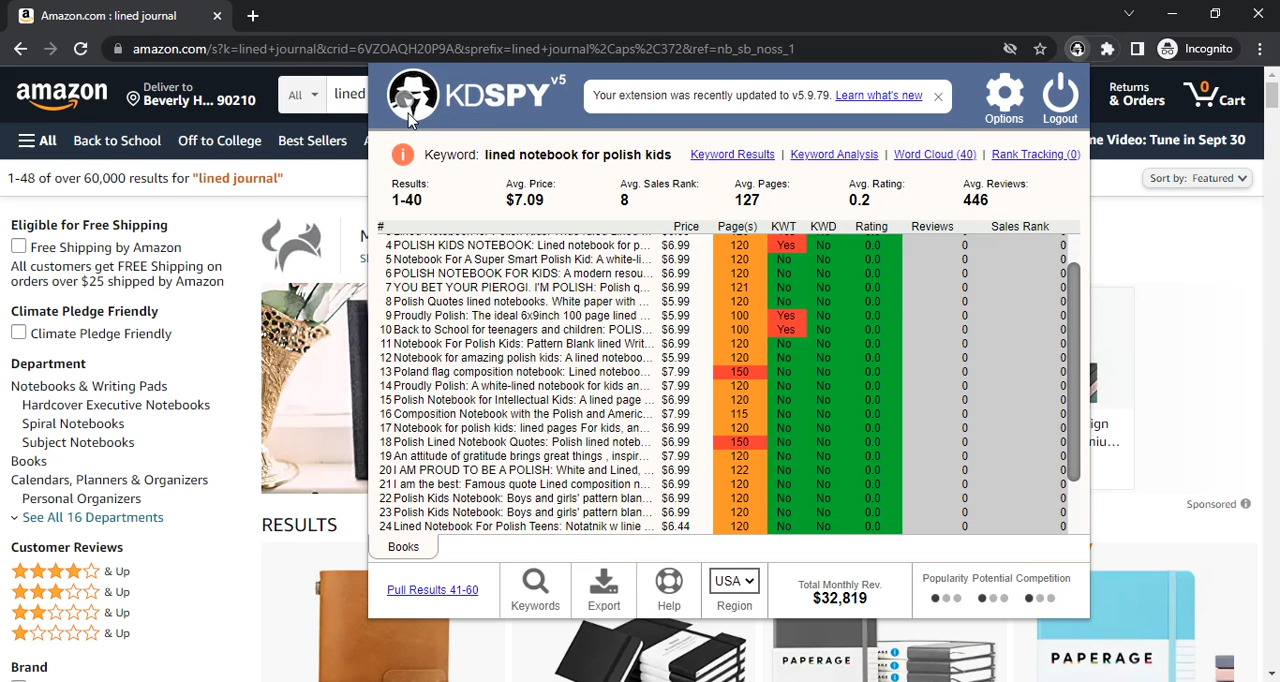 Amazon.com : lined journal
amazon.com/s?k=lined+journal&crid=6VZOAQH20P9A&sprefix=lined+journal%2Caps%2C372&ref=nb_sb_noss_1
Incognito
amazon
Deliver to
Beverly H... 90210
All
lined
Returns
& Orders
0
Cart
All
Back to School
Off to College
Best Sellers
ne Video: Tune in Sept 30
1-48 of over 60,000 results for "lined journal"
Sort by: Featured
KDSPY v5
Your extension was recently updated to v5.9.79. Learn what's new
Options
Logout
Keyword: lined notebook for polish kids
Keyword Results | Keyword Analysis | Word Cloud (40) | Rank Tracking (0)
Results: Avg. Price: Avg. Sales Rank: Avg. Pages: Avg. Rating: Avg. Reviews:
1-40 $7.09 8 127 0.2 446
# Price Page(s) KWT KWD Rating Reviews Sales Rank
4 POLISH KIDS NOTEBOOK: Lined notebook for p... $6.99 120 Yes No 0.0 0 0
5 Notebook For A Super Smart Polish Kid: A white-li... $6.99 120 No No 0.0 0 0
6 POLISH NOTEBOOK FOR KIDS: A modern resou... $6.99 120 No No 0.0 0 0
7 YOU BET YOUR PIEROGI. I'M POLISH: Polish q... $6.99 121 No No 0.0 0 0
8 Polish Quotes lined notebooks. White paper with ... $5.99 120 No No 0.0 0 0
9 Proudly Polish: The ideal 6x9inch 100 page lined ... $5.99 100 Yes No 0.0 0 0
10 Back to School for teenagers and children: POLIS... $6.99 100 Yes No 0.0 0 0
11 Notebook For Polish Kids: Pattern Blank lined Writ... $6.99 120 No No 0.0 0 0
12 Notebook for amazing polish kids: A lined noteboo... $5.99 120 No No 0.0 0 0
13 Poland flag composition notebook: Lined noteboo... $7.99 150 No No 0.0 0 0
14 Proudly Polish: A white-lined notebook for kids an... $6.99 120 No No 0.0 0 0
15 Polish Notebook for Intellectual Kids: A lined page ... $6.99 120 No No 0.0 0 0
16 Composition Notebook with the Polish and Americ... $7.99 115 No No 0.0 0 0
17 Notebook for polish kids: lined pages For kids, an... $6.99 120 No No 0.0 0 0
18 Polish Lined Notebook Quotes: Polish lined noteb... $6.99 150 No No 0.0 0 0
19 An attitude of gratitude brings great things , inspir... $7.99 120 No No 0.0 0 0
20 I AM PROUD TO BE A POLISH: White and Lined, ... $6.99 122 No No 0.0 0 0
21 I am the best: Famous quote Lined composition n... $6.99 120 No No 0.0 0 0
22 Polish Kids Notebook: Boys and girls' pattern blan... $6.99 120 No No 0.0 0 0
23 Polish Kids Notebook: Boys and girls' pattern blan... $6.99 120 No No 0.0 0 0
24 Lined Notebook For Polish Teens: Notatnik w linie ... $6.44 120 No No 0.0 0 0
Books
Pull Results 41-60
Keywords
Export
Help
USA
Region
Total Monthly Rev.
$32,819
Popularity Potential Competition
Eligible for Free Shipping
Free Shipping by Amazon
All customers get FREE Shipping on
orders over $25 shipped by Amazon
Climate Pledge Friendly
Climate Pledge Friendly
Department
Notebooks & Writing Pads
Hardcover Executive Notebooks
Spiral Notebooks
Subject Notebooks
Books
Calendars, Planners & Organizers
Personal Organizers
See All 16 Departments
Customer Reviews
& Up
& Up
& Up
& Up
Brand
Sponsored
RESULTS
PAPERAGE
PAPERAGE